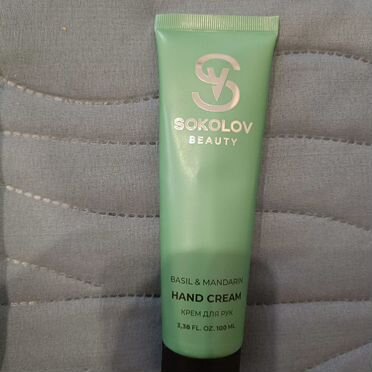 SOKOLOV
BEAUTY
BASIL & MANDARIN
HAND CREAM
КРЕМ ДЛЯ РУК
3,38 FL. OZ. 100 ML